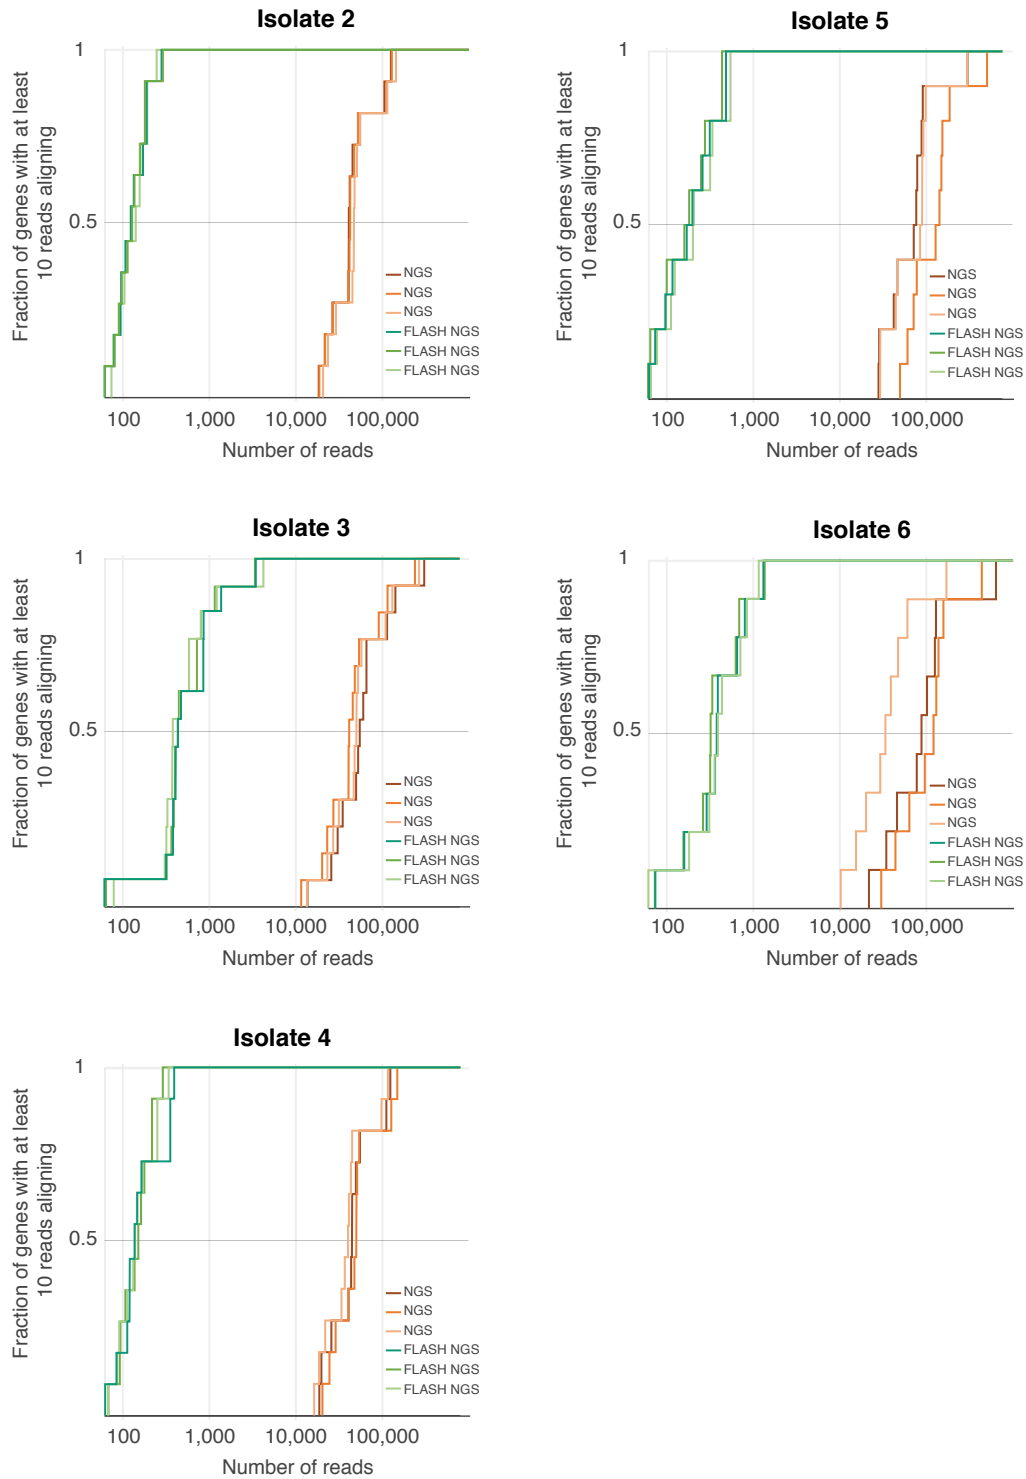 Isolate 2
Fraction of genes with at least
10 reads aligning
1
0.5
NGS
NGS
NGS
FLASH NGS
FLASH NGS
FLASH NGS
100 1,000 10,000 100,000
Number of reads
Isolate 5
Fraction of genes with at least
10 reads aligning
1
0.5
NGS
NGS
NGS
FLASH NGS
FLASH NGS
FLASH NGS
100 1,000 10,000 100,000
Number of reads
Isolate 3
Fraction of genes with at least
10 reads aligning
1
0.5
NGS
NGS
NGS
FLASH NGS
FLASH NGS
FLASH NGS
100 1,000 10,000 100,000
Number of reads
Isolate 6
Fraction of genes with at least
10 reads aligning
1
0.5
NGS
NGS
NGS
FLASH NGS
FLASH NGS
FLASH NGS
100 1,000 10,000 100,000
Number of reads
Isolate 4
Fraction of genes with at least
10 reads aligning
1
0.5
NGS
NGS
NGS
FLASH NGS
FLASH NGS
FLASH NGS
100 1,000 10,000 100,000
Number of reads